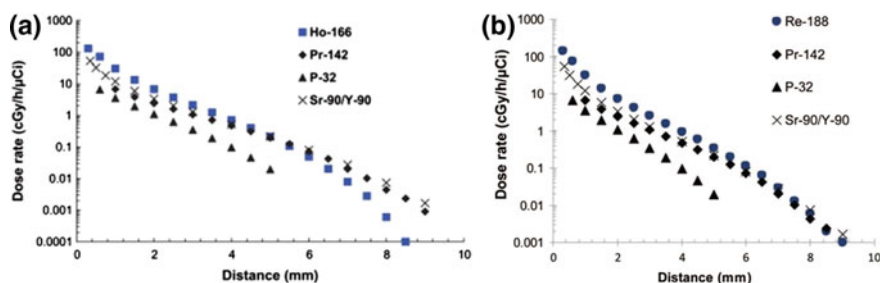 (a)
1000
100
10
1
0.1
0.01
0.001
0.0001
Dose rate (cGy/h/µCi)
Ho-166
Pr-142
P-32
Sr-90/Y-90
0 2 4 6 8 10
Distance (mm)
(b)
1000
100
10
1
0.1
0.01
.001
Dose rate (cGy/h/µCi)
Re-188
Pr-142
P-32
Sr-90/Y-90
0 2 4 6 8 10
Distance (mm)